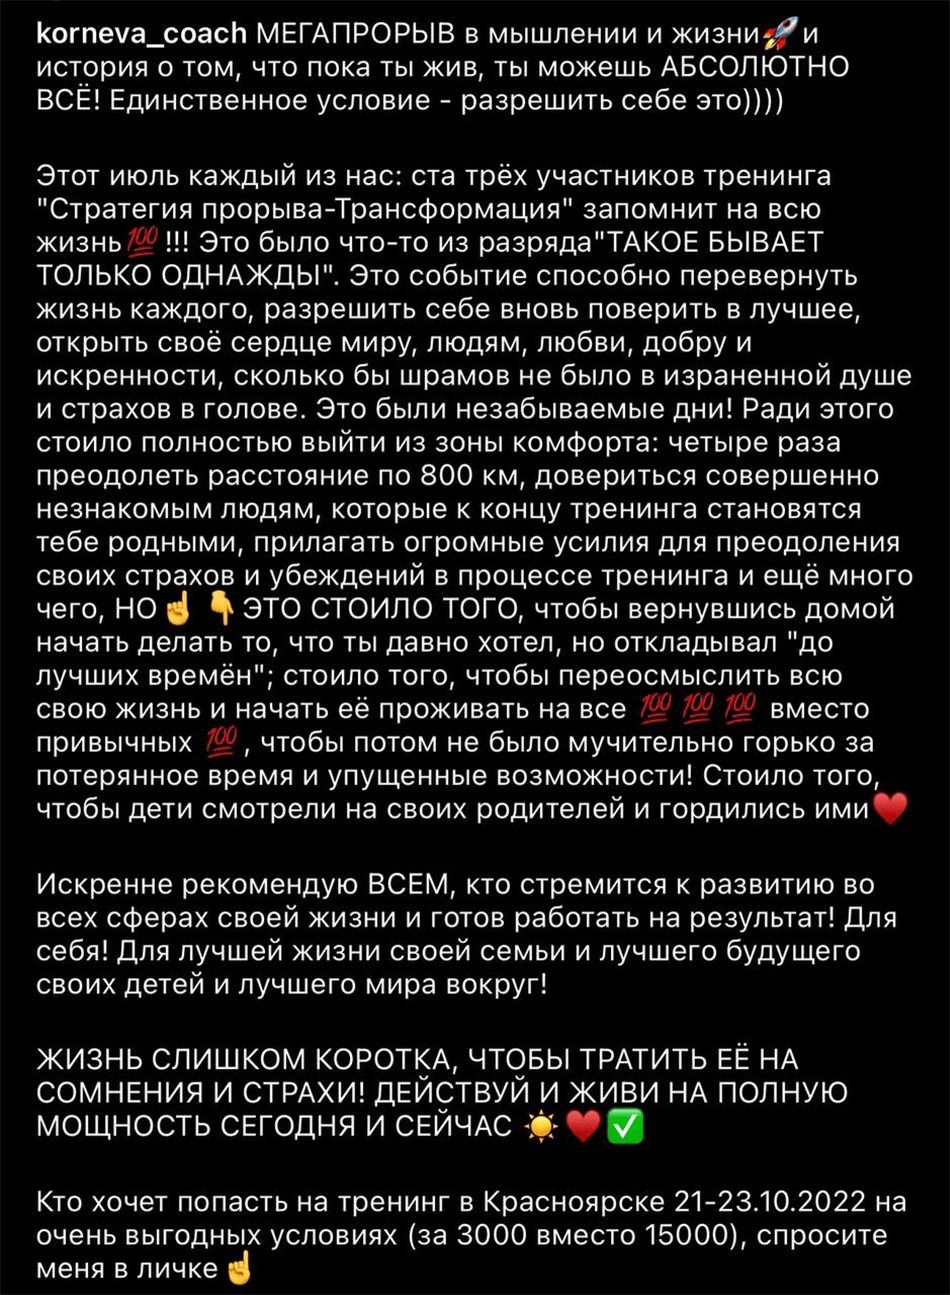 korneva_coach МЕГАПРОРЫВ в мышлении и жизни🚀и
история о том, что пока ты жив, ты можешь АБСОЛЮТНО
ВСЁ! Единственное условие - разрешить себе это))))
Этот июль каждый из нас: ста трёх участников тренинга
"Стратегия прорыва-Трансформация" запомнит на всю
жизнь💯!!! Это было что-то из разряда"ТАКОЕ БЫВАЕТ
ТОЛЬКО ОДНАЖДЫ". Это событие способно перевернуть
жизнь каждого, разрешить себе вновь поверить в лучшее,
открыть своё сердце миру, людям, любви, добру и
искренности, сколько бы шрамов не было в израненной душе
и страхов в голове. Это были незабываемые дни! Ради этого
стоило полностью выйти из зоны комфорта: четыре раза
преодолеть расстояние по 800 км, довериться совершенно
незнакомым людям, которые к концу тренинга становятся
тебе родными, прилагать огромные усилия для преодоления
своих страхов и убеждений в процессе тренинга и ещё много
чего, НО☝️👇ЭТО СТОИЛО ТОГО, чтобы вернувшись домой
начать делать то, что ты давно хотел, но откладывал "до
лучших времён"; стоило того, чтобы переосмыслить всю
свою жизнь и начать её проживать на все 💯💯💯 вместо
привычных 💯, чтобы потом не было мучительно горько за
потерянное время и упущенные возможности! Стоило того,
чтобы дети смотрели на своих родителей и гордились ими♥️
Искренне рекомендую ВСЕМ, кто стремится к развитию во
всех сферах своей жизни и готов работать на результат! Для
себя! Для лучшей жизни своей семьи и лучшего будущего
своих детей и лучшего мира вокруг!
ЖИЗНЬ СЛИШКОМ КОРОТКА, ЧТОБЫ ТРАТИТЬ ЕЁ НА
СОМНЕНИЯ И СТРАХИ! ДЕЙСТВУЙ И ЖИВИ НА ПОЛНУЮ
МОЩНОСТЬ СЕГОДНЯ И СЕЙЧАС ☀️♥️✅
Кто хочет попасть на тренинг в Красноярске 21-23.10.2022 на
очень выгодных условиях (за 3000 вместо 15000), спросите
меня в личке☝️